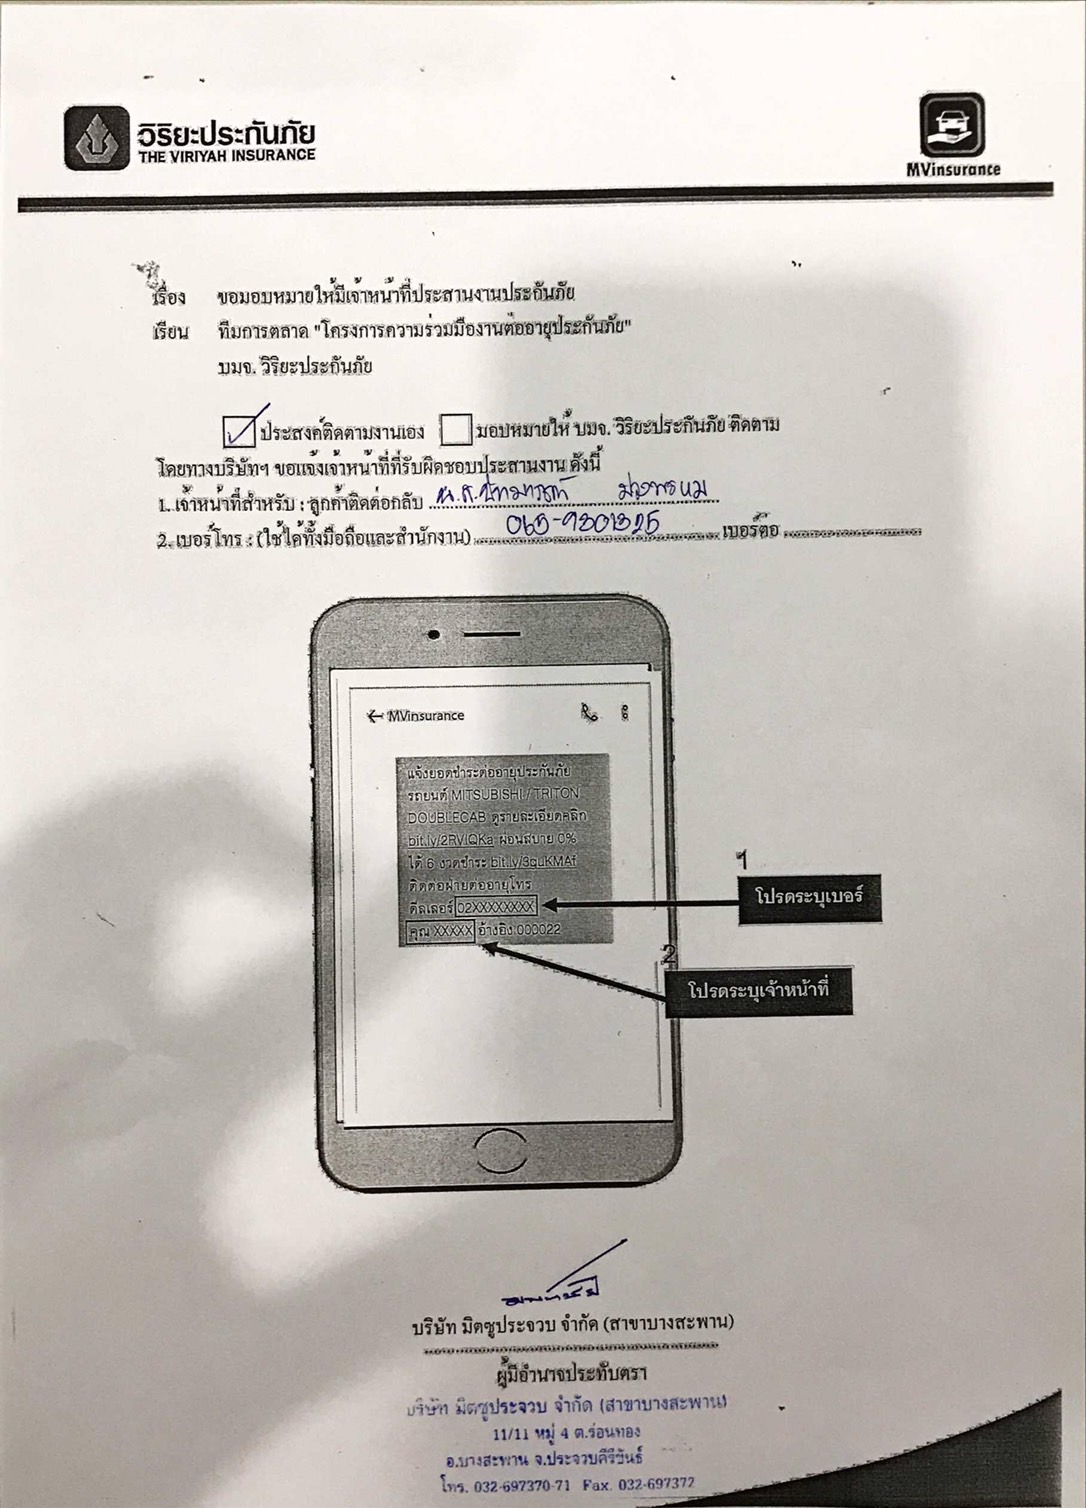 วิริยะประกันภัย
THE VIRIYAH INSURANCE
MVinsurance
เรื่อง ขอมอบหมายให้มีเจ้าหน้าที่ประสานงานประกันภัย
เรียน ทีมการตลาด "โครงการความร่วมมืองานต่ออายุประกันภัย"
บมจ. วิริยะประกันภัย
ประสงค์ติดตามงานเอง มอบหมายให้ บมจ. วิริยะประกันภัย ติดตาม
โดยทางบริษัทฯ ขอแจ้งเจ้าหน้าที่ที่รับผิดชอบประสานงาน ดังนี้
1. เจ้าหน้าที่สำหรับ : ลูกค้าติดต่อกลับ น.ส.
2. เบอร์โทร : (ใช้ได้ทั้งมือถือและสำนักงาน) 065-9301325 เบอร์ต่อ
MVinsurance
แจ้งยอดชำระต่ออายุประกันภัย
รถยนต์ MITSUBISHI / TRITON
DOUBLECAB ดูรายละเอียดคลิก
bit.ly/2RVIQKa ผ่อนสบาย 0%
ได้ 6 งวดชำระ bit.ly/3guKMAf
ติดต่อฝ่ายต่ออายุโทร
ดีลเลอร์ 02XXXXXXXX
คุณ XXXXX อ้างอิง 000022
1
โปรดระบุเบอร์
2
โปรดระบุเจ้าหน้าที่
บริษัท มิตซูประจวบ จำกัด (สาขาบางสะพาน)
ผู้มีอำนาจประทับตรา
บริษัท มิตซูประจวบ จำกัด (สาขาบางสะพาน)
11/11 หมู่ 4 ต.ร่อนทอง
อ.บางสะพาน จ.ประจวบคีรีขันธ์
โทร. 032-697370-71 Fax. 032-697372